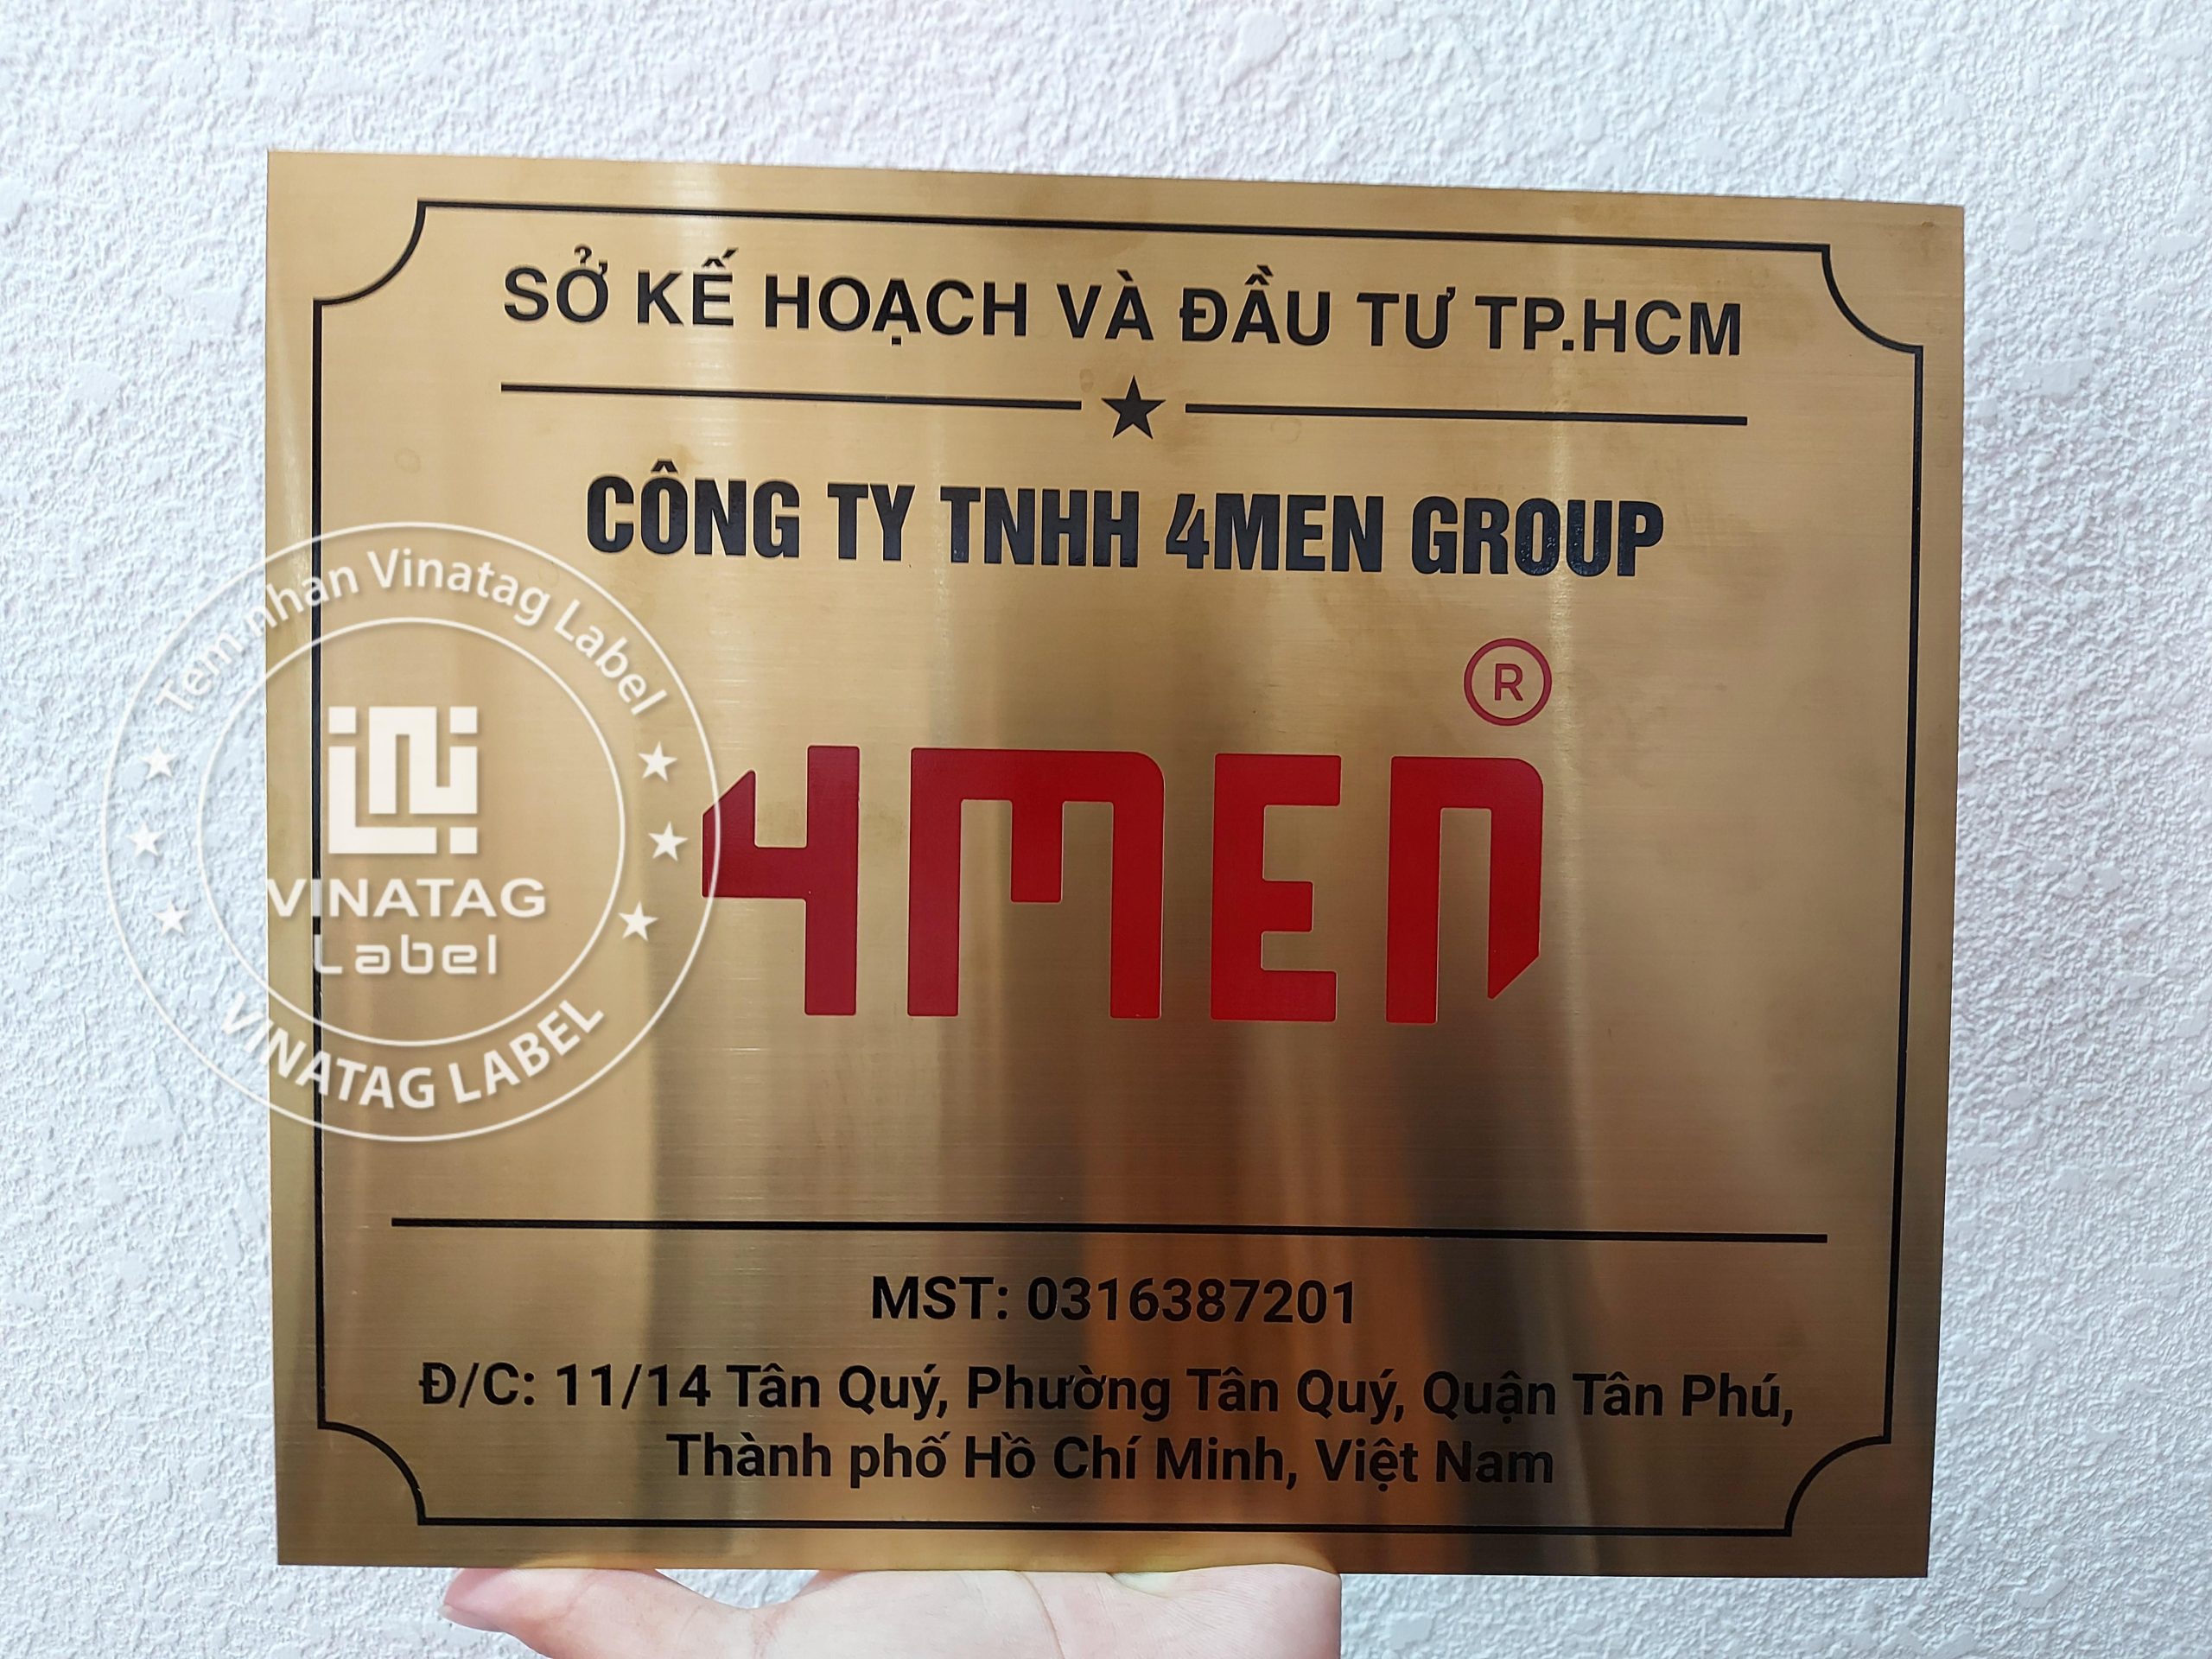 SỞ KẾ HOẠCH VÀ ĐẦU TƯ TP.HCM
CÔNG TY TNHH 4MEN GROUP
R
4MEN
MST: 0316387201
Đ/C: 11/14 Tân Quý, Phường Tân Quý, Quận Tân Phú,
Thành phố Hồ Chí Minh, Việt Nam
Tem nhan Vinatag Label
VINATAG
Label
VINATAG LABEL